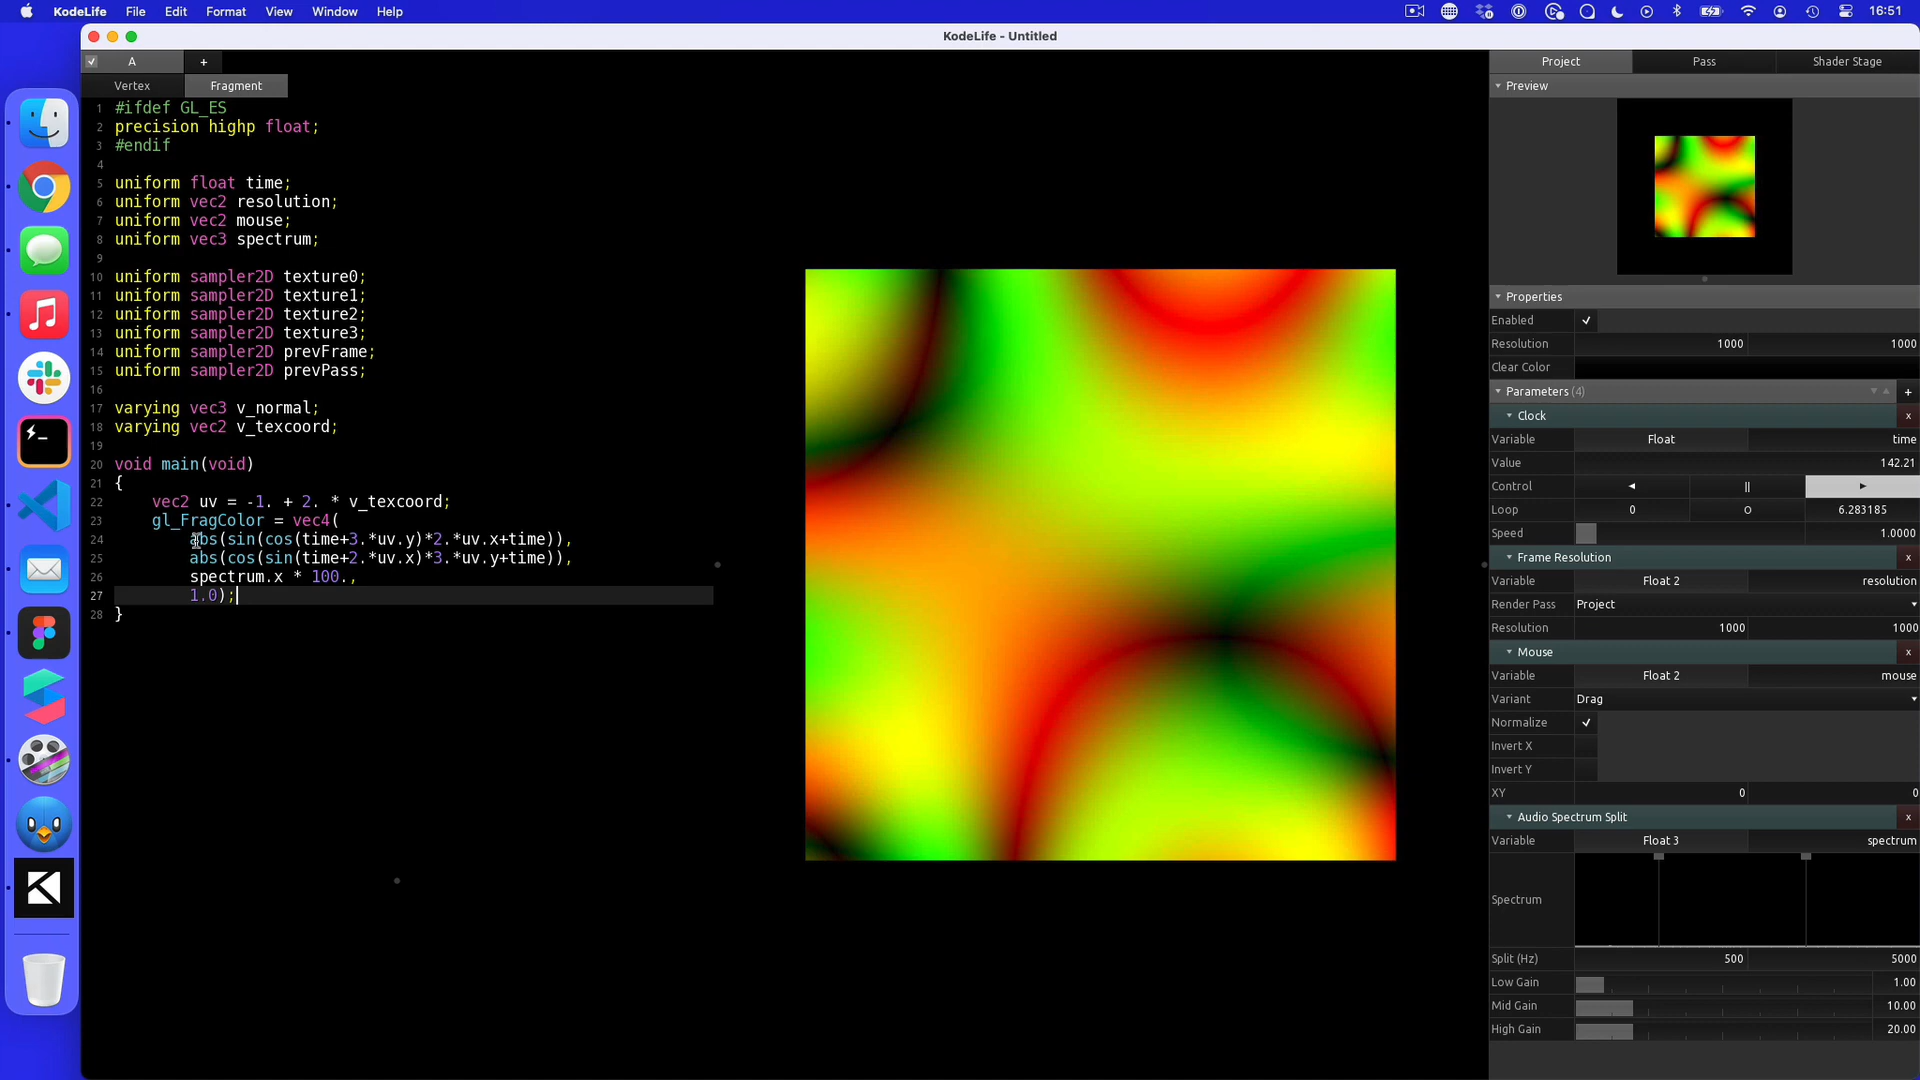 KodeLife File Edit Format View Window Help 16:51
KodeLife - Untitled
A +
Vertex Fragment
1 #ifdef GL_ES
2 precision highp float;
3 #endif
4
5 uniform float time;
6 uniform vec2 resolution;
7 uniform vec2 mouse;
8 uniform vec3 spectrum;
9
10 uniform sampler2D texture0;
11 uniform sampler2D texture1;
12 uniform sampler2D texture2;
13 uniform sampler2D texture3;
14 uniform sampler2D prevFrame;
15 uniform sampler2D prevPass;
16
17 varying vec3 v_normal;
18 varying vec2 v_texcoord;
19
20 void main(void)
21 {
22 vec2 uv = -1. + 2. * v_texcoord;
23 gl_FragColor = vec4(
24 abs(sin(cos(time+3.*uv.y)*2.*uv.x+time)),
25 abs(cos(sin(time+2.*uv.x)*3.*uv.y+time)),
26 spectrum.x * 100.,
27 1.0);
28 }
Project Pass Shader Stage
Preview
Properties
Enabled
Resolution 1000 1000
Clear Color
Parameters (4) +
Clock x
Variable Float time
Value 142.21
Control
Loop 0 O 6.283185
Speed 1.0000
Frame Resolution x
Variable Float 2 resolution
Render Pass Project
Resolution 1000 1000
Mouse x
Variable Float 2 mouse
Variant Drag
Normalize
Invert X
Invert Y
XY 0 0
Audio Spectrum Split x
Variable Float 3 spectrum
Spectrum
Split (Hz) 500 5000
Low Gain 1.00
Mid Gain 10.00
High Gain 20.00